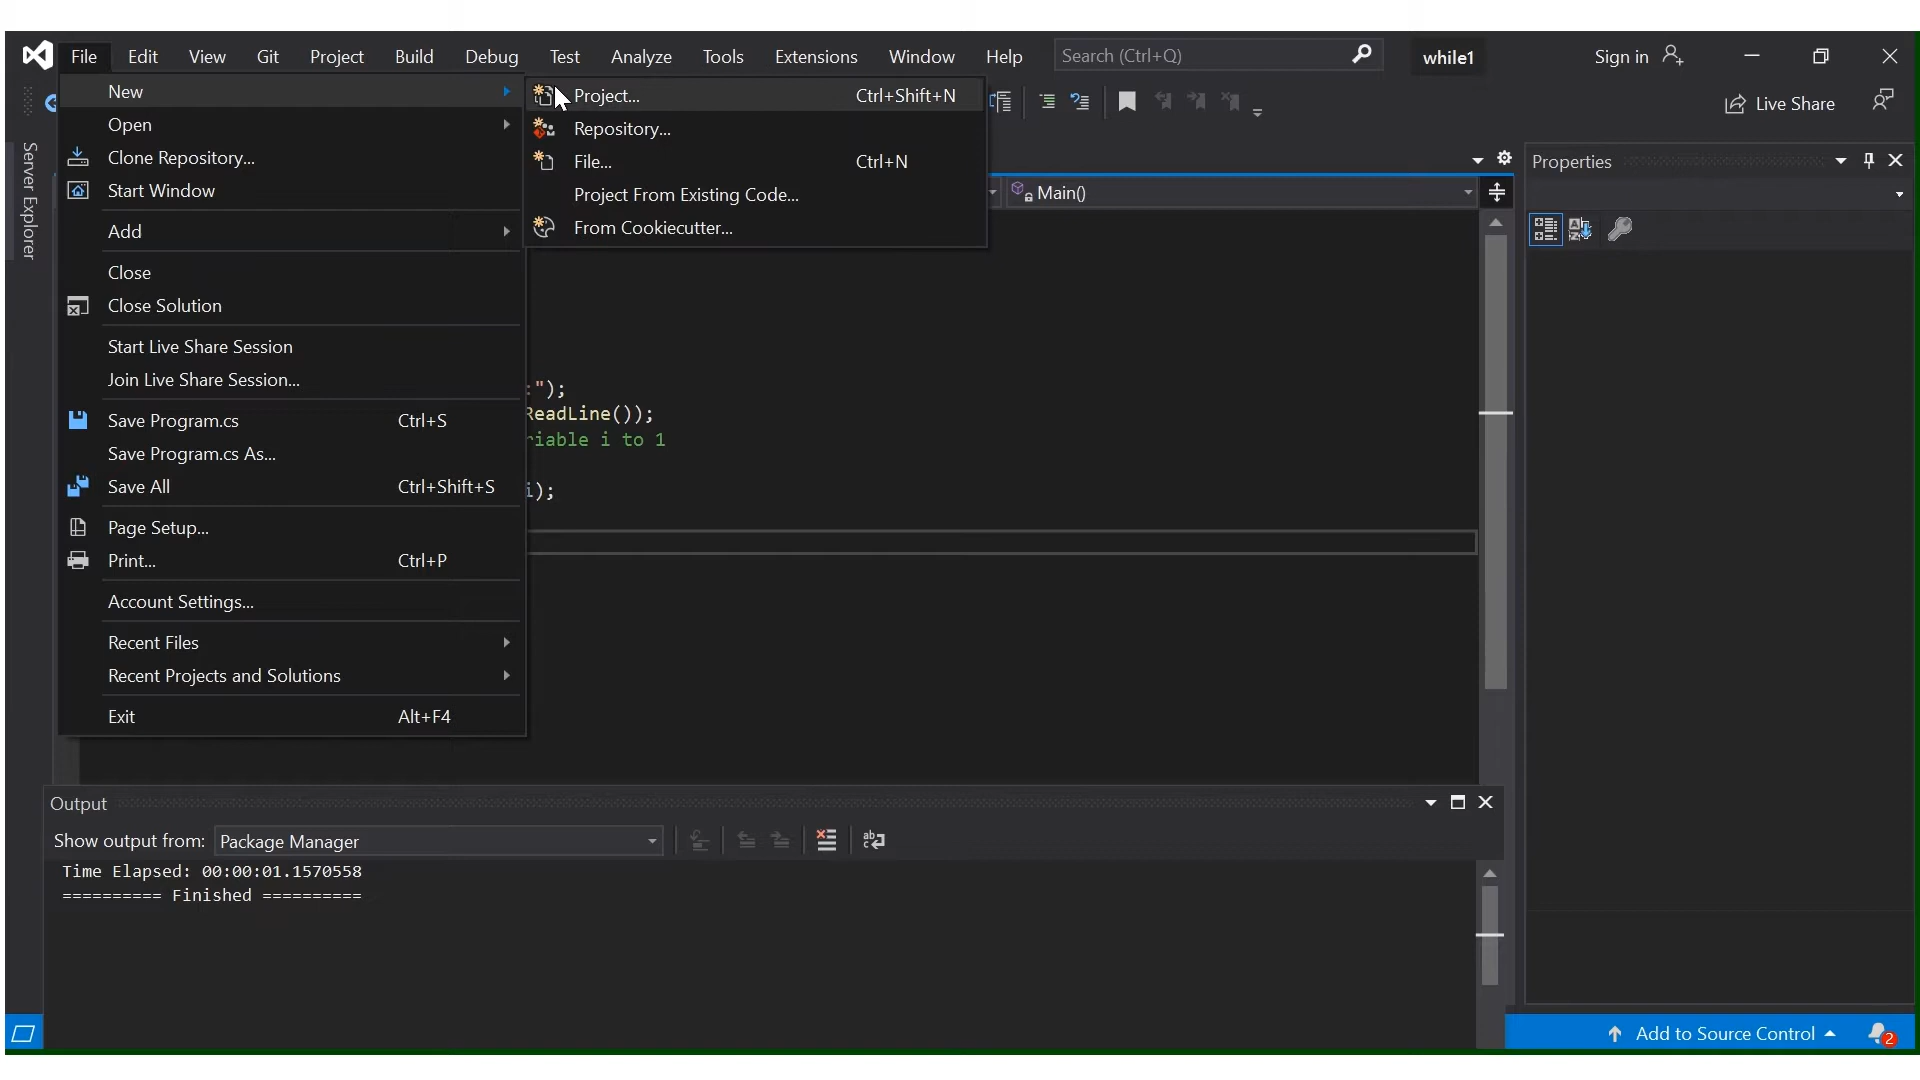 File Edit View Git Project Build Debug Test Analyze Tools Extensions Window Help Search (Ctrl+Q) while1 Sign in
New
Open
Clone Repository...
Start Window
Add
Close
Close Solution
Start Live Share Session
Join Live Share Session...
Save Program.cs Ctrl+S
Save Program.cs As...
Save All Ctrl+Shift+S
Page Setup...
Print... Ctrl+P
Account Settings...
Recent Files
Recent Projects and Solutions
Exit Alt+F4
Project... Ctrl+Shift+N
Repository...
File... Ctrl+N
Project From Existing Code...
From Cookiecutter...
Live Share
Server Explorer
Main()
Properties
:");
ReadLine());
riable i to 1
i);
Output
Show output from: Package Manager
Time Elapsed: 00:00:01.1570558
========== Finished ==========
Add to Source Control 2